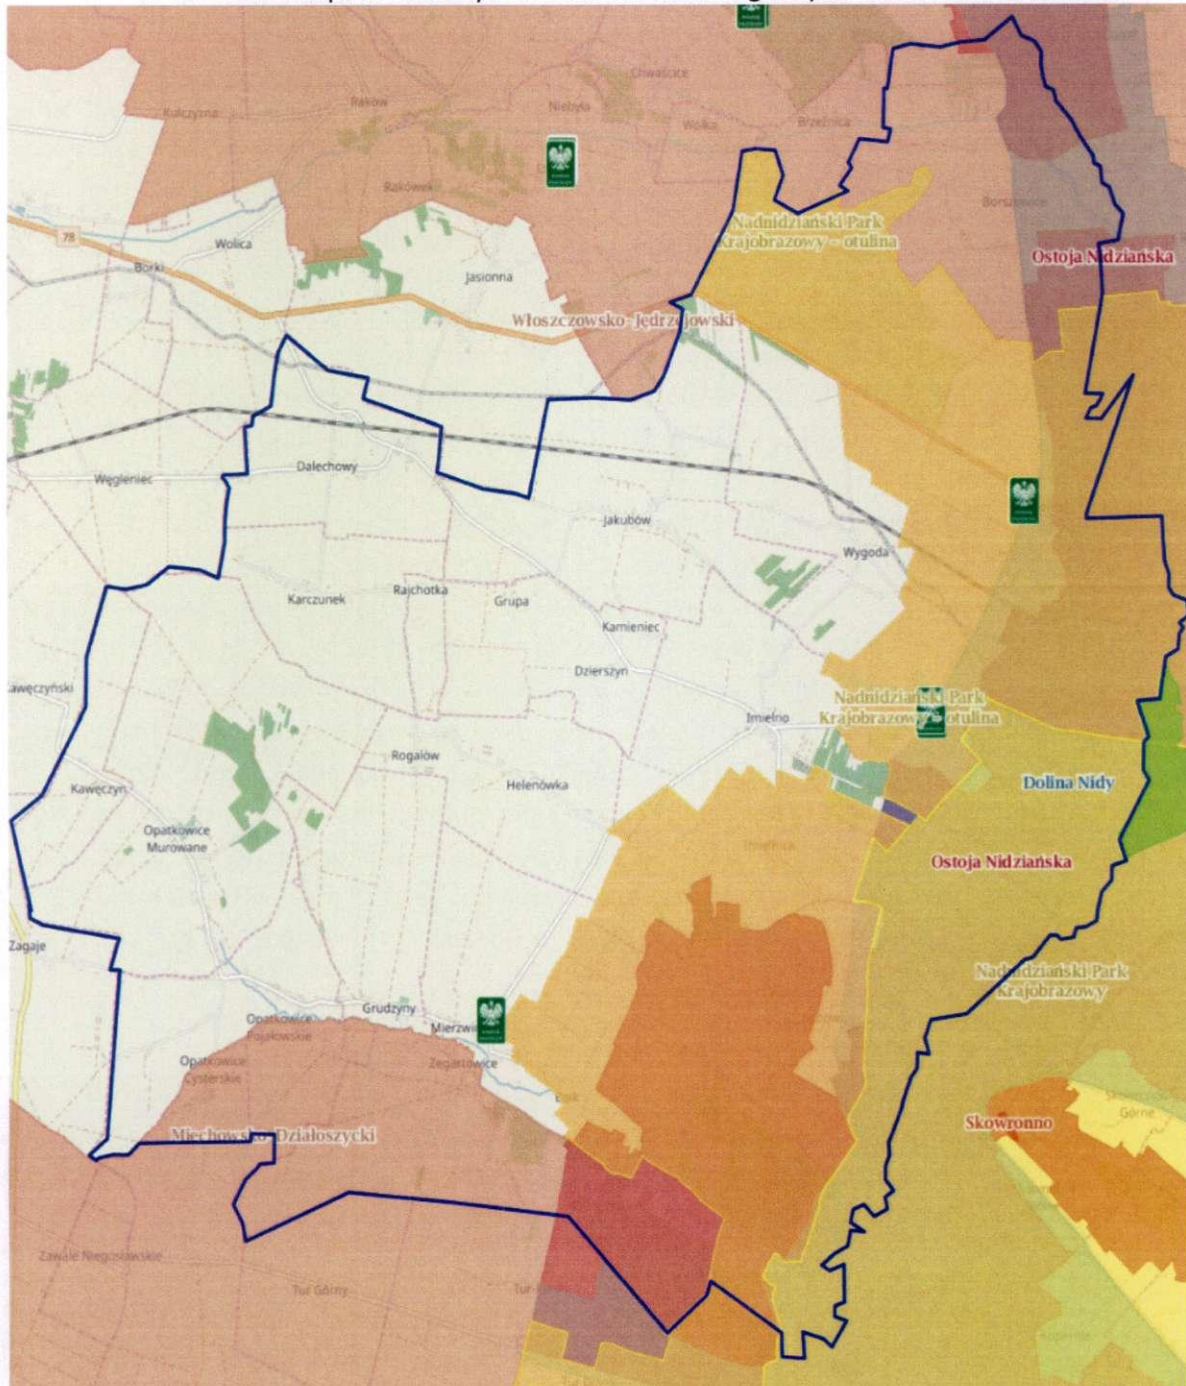 Chwaścice
Raków
Niebyła
Kulczyzna
Wólka
Brzeźnica
Rakówek
Nadnidziański Park
Krajobrazowy - otulina
78
Wolica
Borki
Jasionna
Ostoja Nidziańska
Włoszczowsko-Jędrzejowski
Dalechowy
Węgleniec
Jakubów
Wygoda
Karczunek
Rajchotka
Grupa
Kamieniec
Dzierszyn
Nadnidziański Park
Krajobrazowy - otulina
Imielno
Rogalów
Helenówka
Dolina Nidy
Kawęczyn
Opatkowice
Murowane
Imielnica
Ostoja Nidziańska
Zagaje
Nadnidziański Park
Krajobrazowy
Grudzyny
Opatkowice
Pojałowskie
Opatkowice
Cysterskie
Zegartowice
Górne
Skowronno
Miechowsko-Działoszycki
Zawale Niegosławskie
Tur Górny